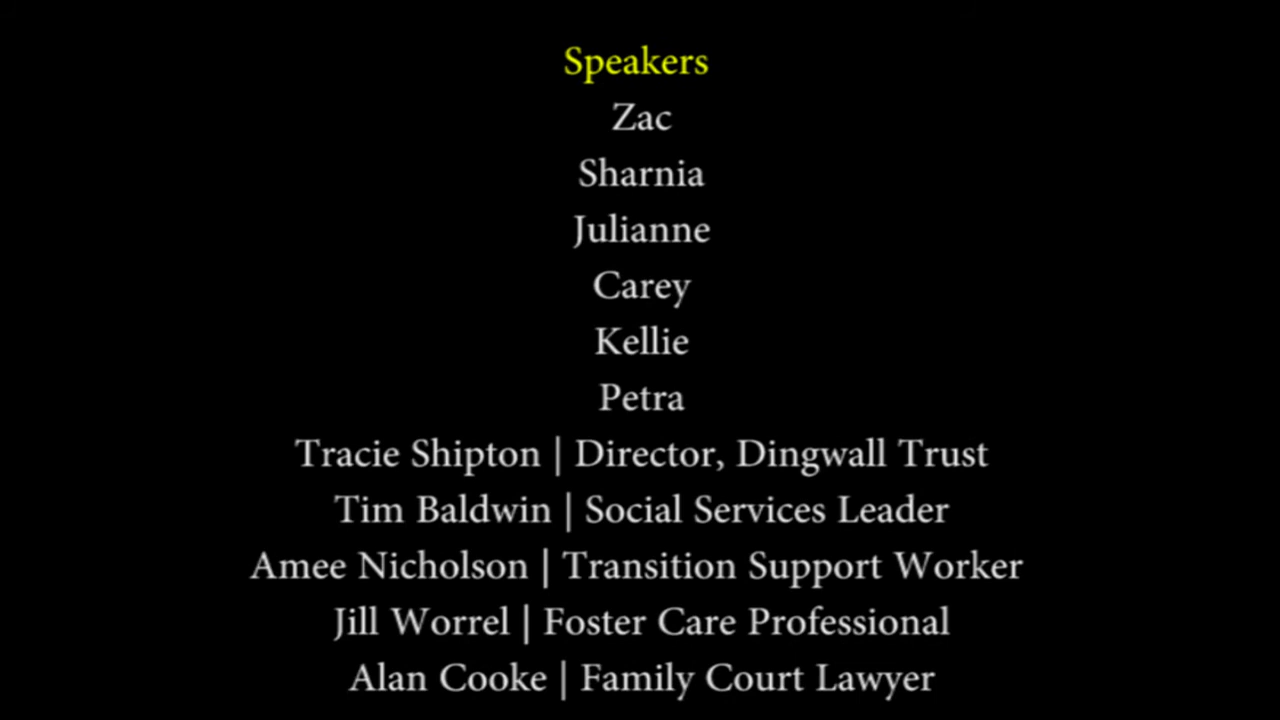 Speakers
Zac
Sharnia
Julianne
Carey
Kellie
Petra
Tracie Shipton | Director, Dingwall Trust
Tim Baldwin | Social Services Leader
Amee Nicholson | Transition Support Worker
Jill Worrel | Foster Care Professional
Alan Cooke | Family Court Lawyer